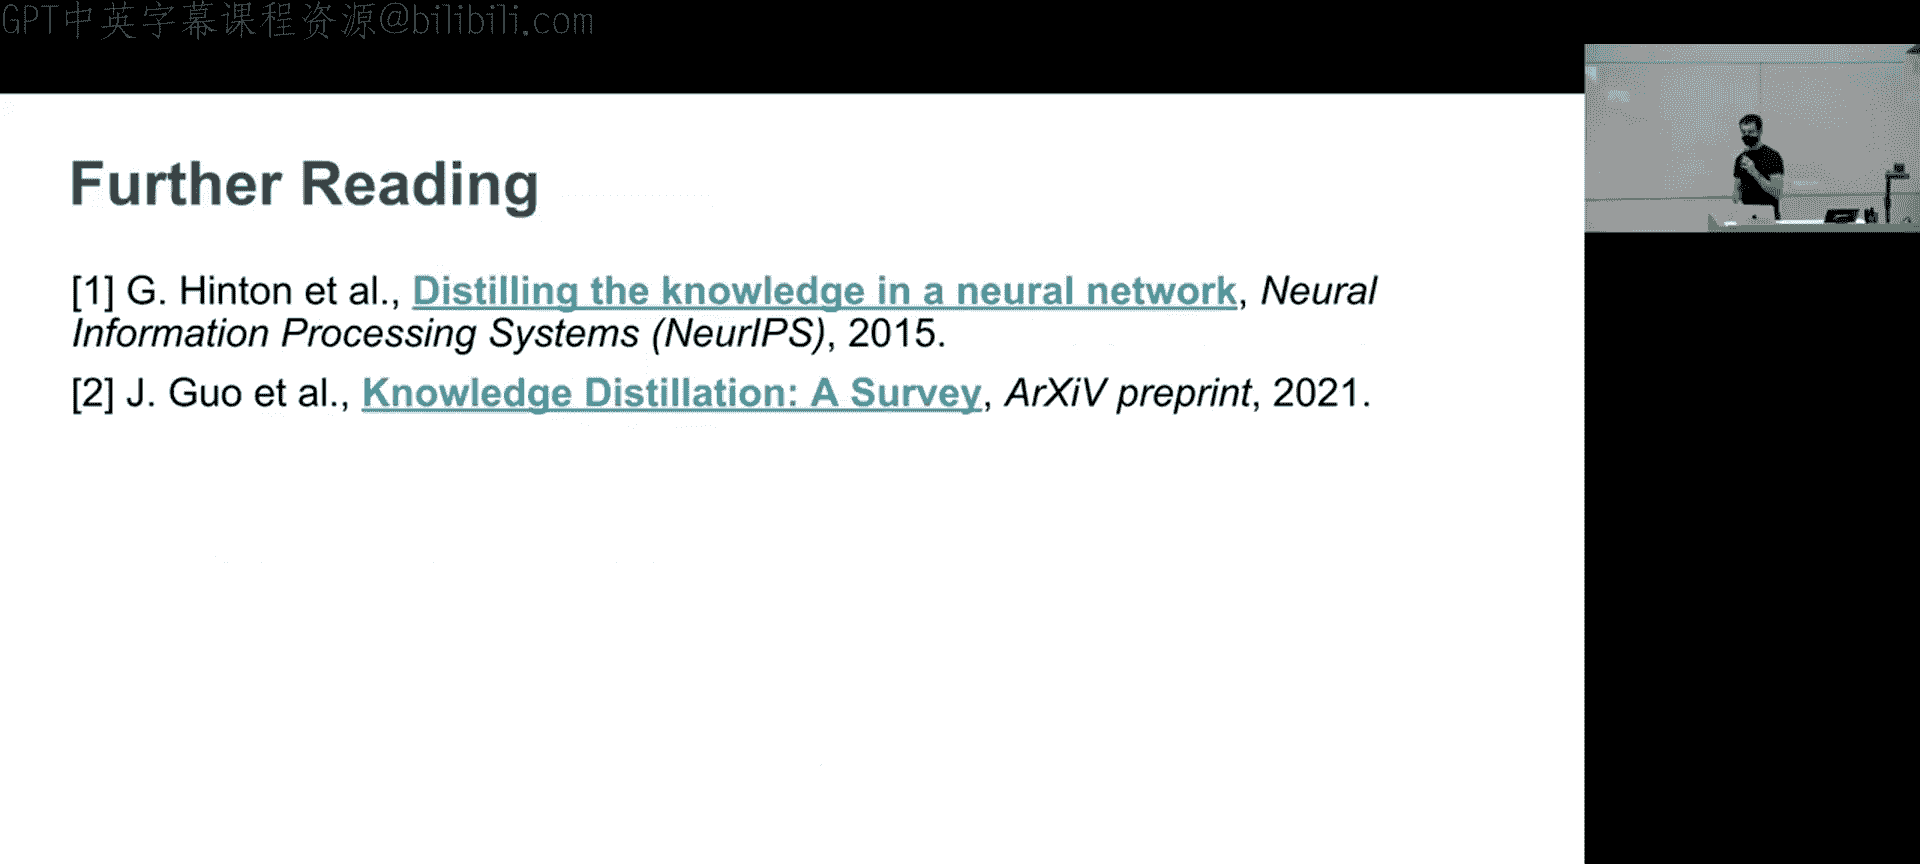 GPT中英字幕课程资源@bilibili.com
Further Reading
[1] G. Hinton et al., Distilling the knowledge in a neural network, Neural
Information Processing Systems (NeurIPS), 2015.
[2] J. Guo et al., Knowledge Distillation: A Survey, ArXiV preprint, 2021.